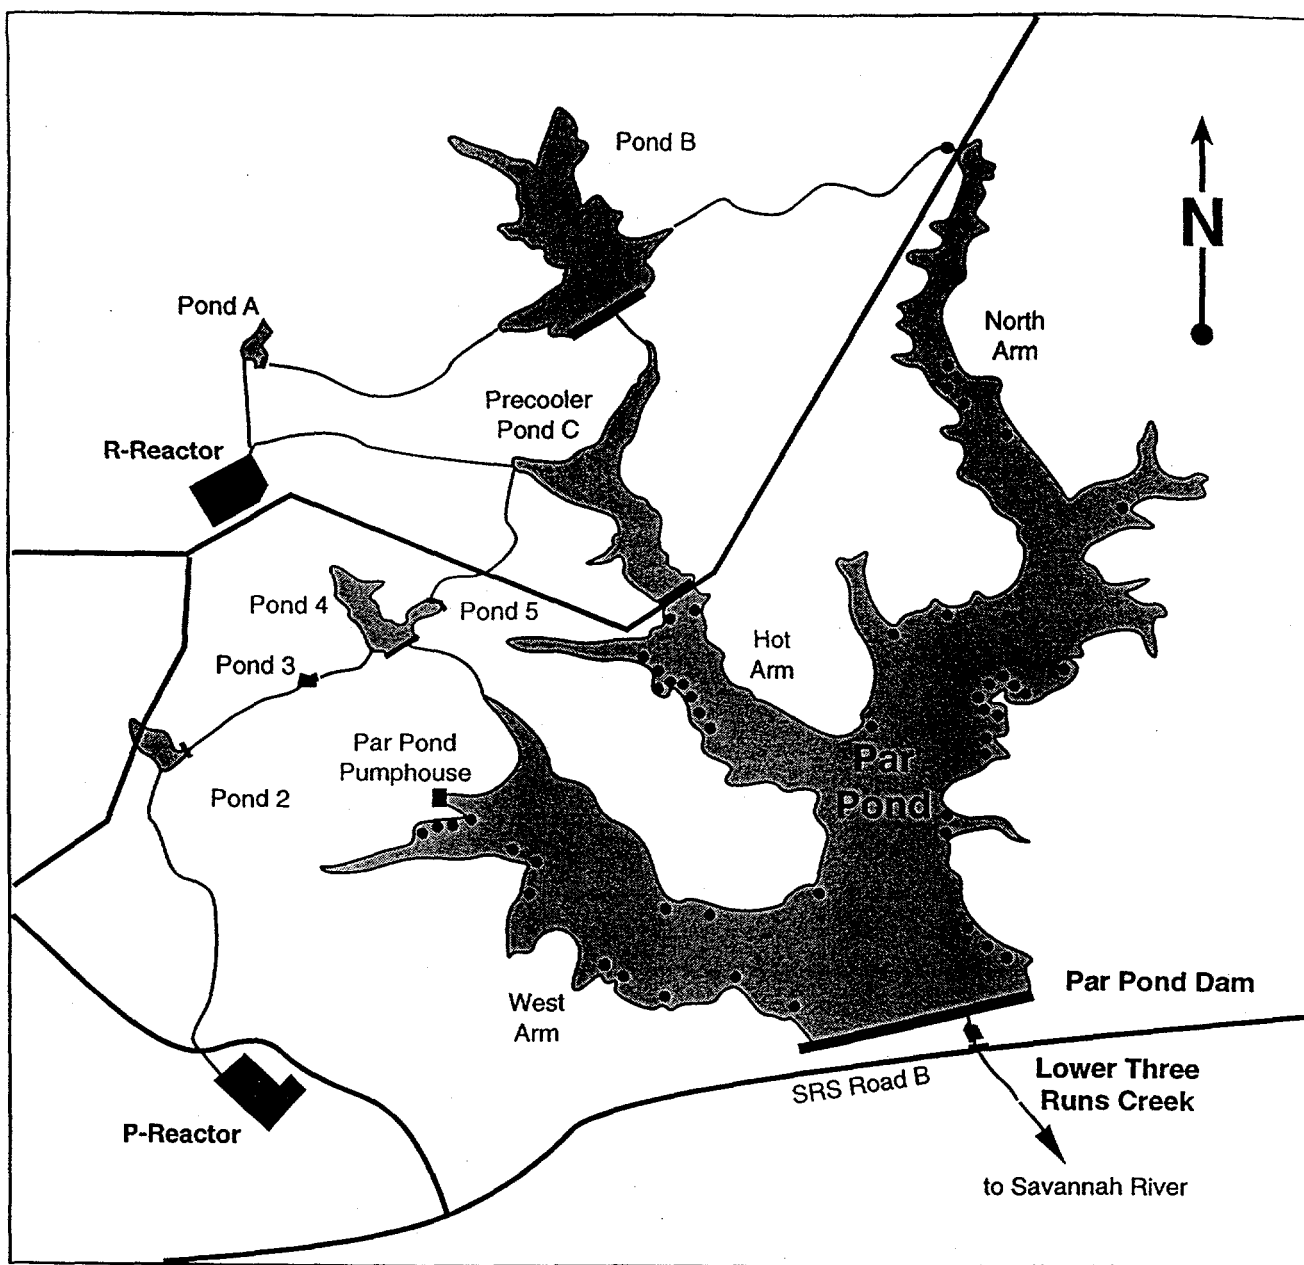 Pond B
N
Pond A
North
Arm
Precooler
Pond C
R-Reactor
Pond 4
Pond 5
Hot
Arm
Pond 3
Par Pond
Pumphouse
Par
Pond
Pond 2
West
Arm
Par Pond Dam
SRS Road B
Lower Three
Runs Creek
P-Reactor
to Savannah River